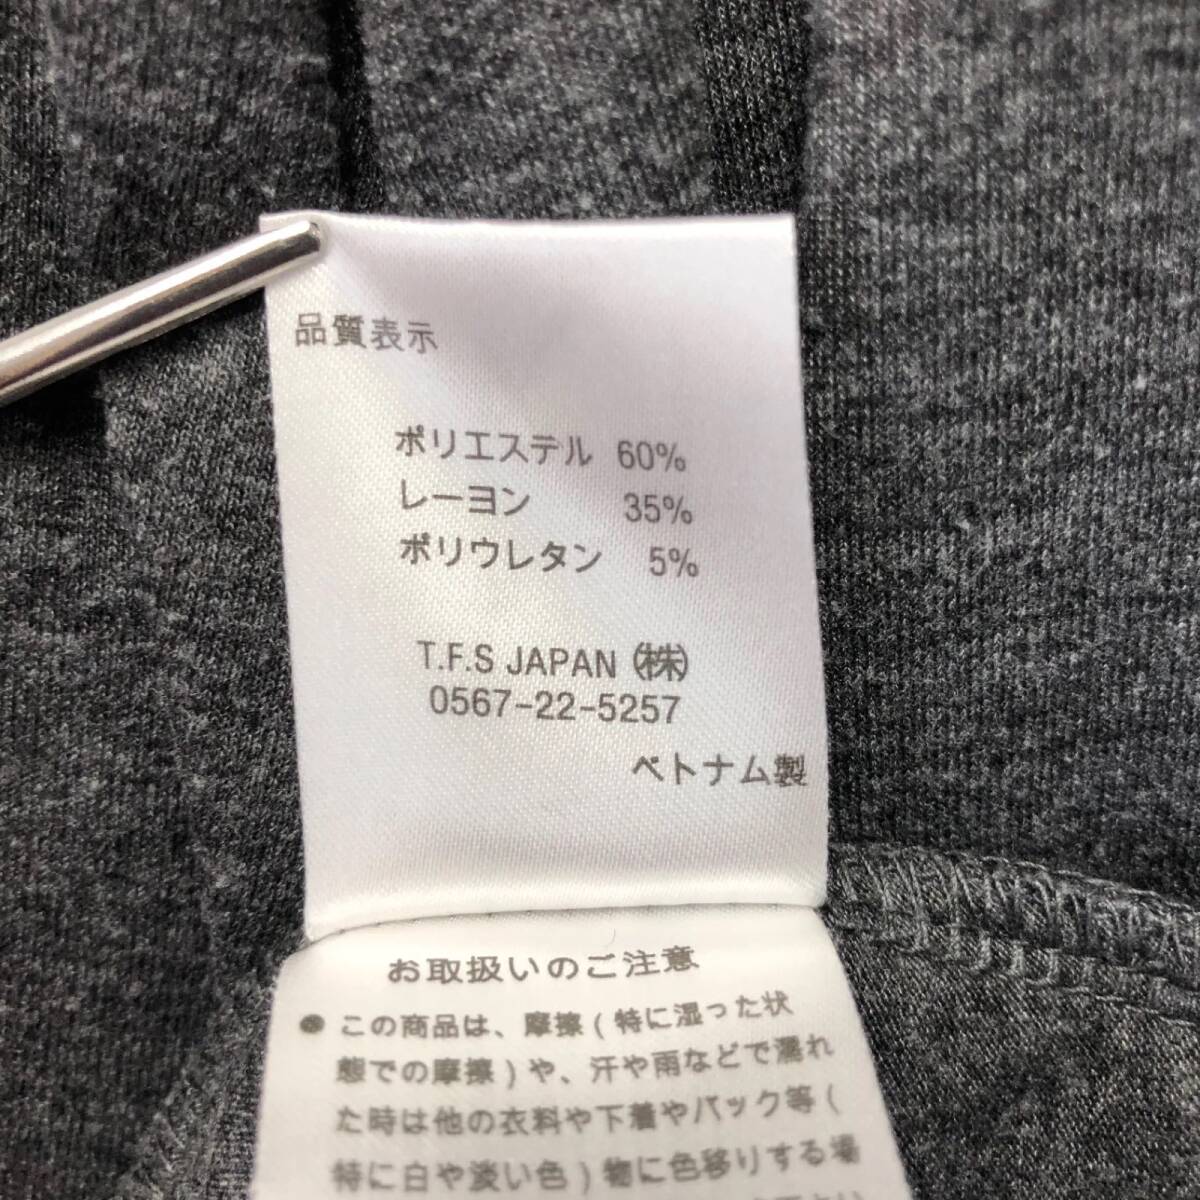 品質表示
ポリエステル 60%
レーヨン 35%
ポリウレタン 5%
T.F.S JAPAN ㈱
0567-22-5257
ベトナム製
お取扱いのご注意
● この商品は、摩擦(特に湿った状
態での摩擦)や、汗や雨などで濡れ
た時は他の衣料や下着やバック等(
特に白や淡い色)物に色移りする場